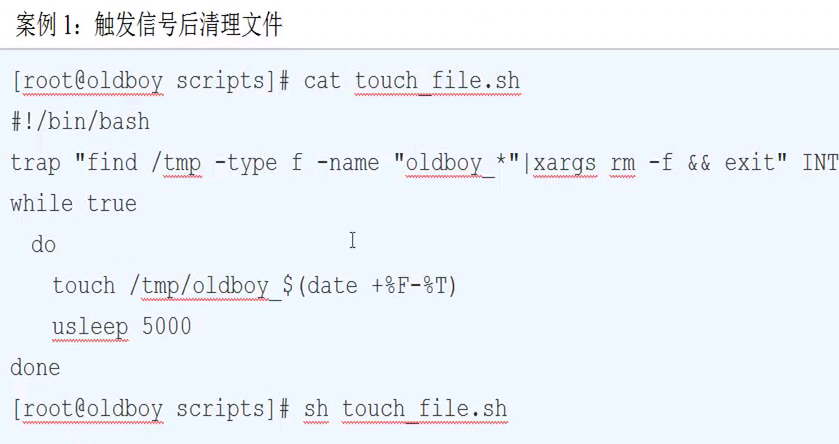 案例 1：触发信号后清理文件
[root@oldboy scripts]# cat touch_file.sh
#!/bin/bash
trap "find /tmp -type f -name "oldboy_*"|xargs rm -f && exit" INT
while true
do
touch /tmp/oldboy_$(date +%F-%T)
usleep 5000
done
[root@oldboy scripts]# sh touch_file.sh